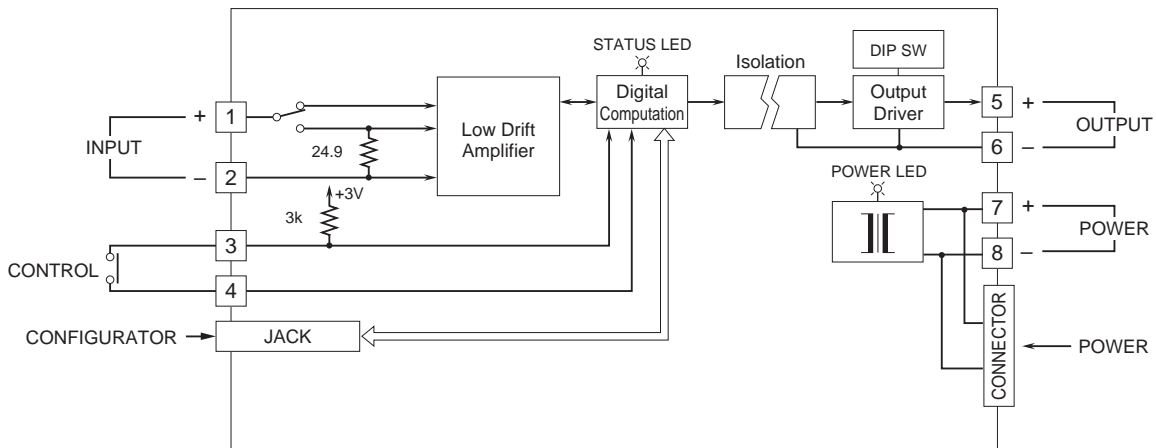 STATUS LED
DIP SW
Isolation
Digital
Computation
Output
Driver
Low Drift
Amplifier
+
1
INPUT
24.9
–
2
5
+
OUTPUT
6
–
POWER LED
+3V
3k
7
+
POWER
8
–
3
CONTROL
4
CONFIGURATOR
JACK
CONNECTOR
POWER